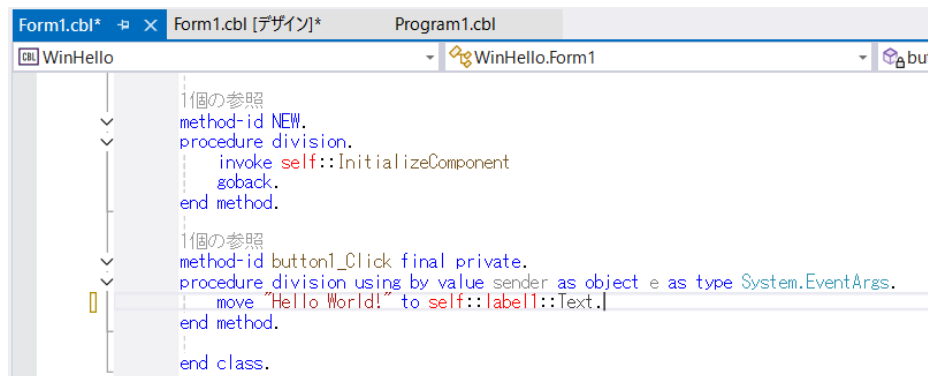 Form1.cbl*
Form1.cbl [デザイン]*
Program1.cbl
CBL WinHello
WinHello.Form1
but
1個の参照
method-id NEW.
procedure division.
invoke self::InitializeComponent
goback.
end method.
1個の参照
method-id button1_Click final private.
procedure division using by value sender as object e as type System.EventArgs.
move "Hello World!" to self::label1::Text.
end method.
end class.